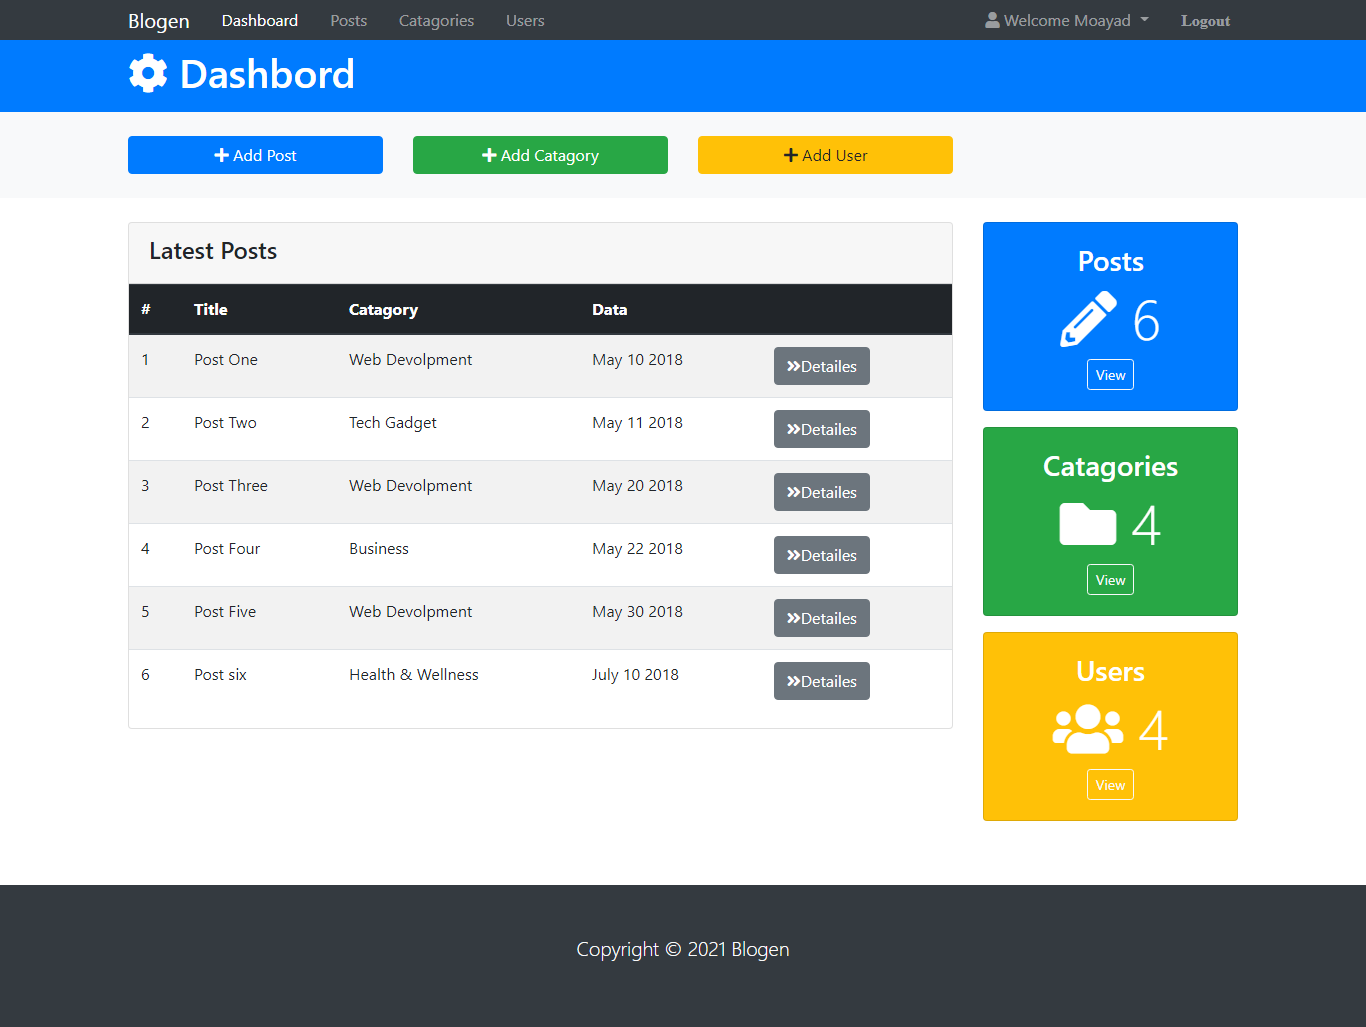 Blogen Dashboard Posts Catagories Users Welcome Moayad Logout
Dashbord
Add Post Add Catagory Add User
Latest Posts
# Title Catagory Data
1 Post One Web Devolpment May 10 2018 Detailes
2 Post Two Tech Gadget May 11 2018 Detailes
3 Post Three Web Devolpment May 20 2018 Detailes
4 Post Four Business May 22 2018 Detailes
5 Post Five Web Devolpment May 30 2018 Detailes
6 Post six Health & Wellness July 10 2018 Detailes
Posts
6
View
Catagories
4
View
Users
4
View
Copyright © 2021 Blogen